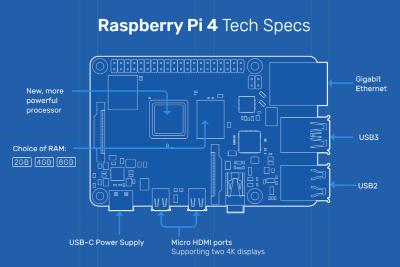 Raspberry Pi 4 Tech Specs
New, more
powerful
processor
Gigabit
Ethernet
Choice of RAM:
2GB 4GB 8GB
USB3
USB2
USB-C Power Supply
Micro HDMI ports
Supporting two 4K displays